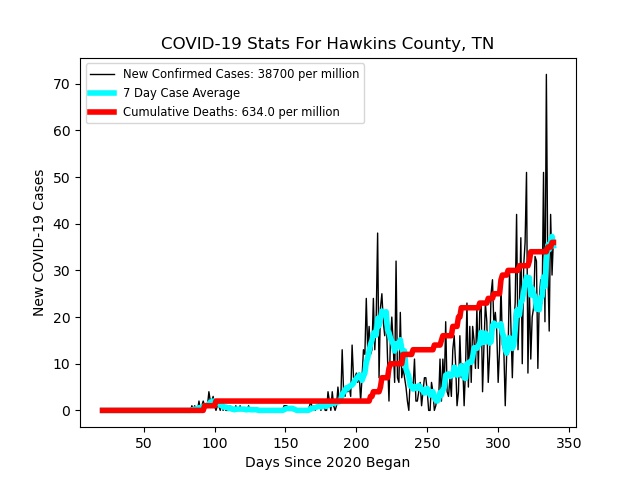 COVID-19 Stats For Hawkins County, TN
New Confirmed Cases: 38700 per million
7 Day Case Average
Cumulative Deaths: 634.0 per million
New COVID-19 Cases
70
60
50
40
30
20
10
0
50
100
150
200
250
300
350
Days Since 2020 Began